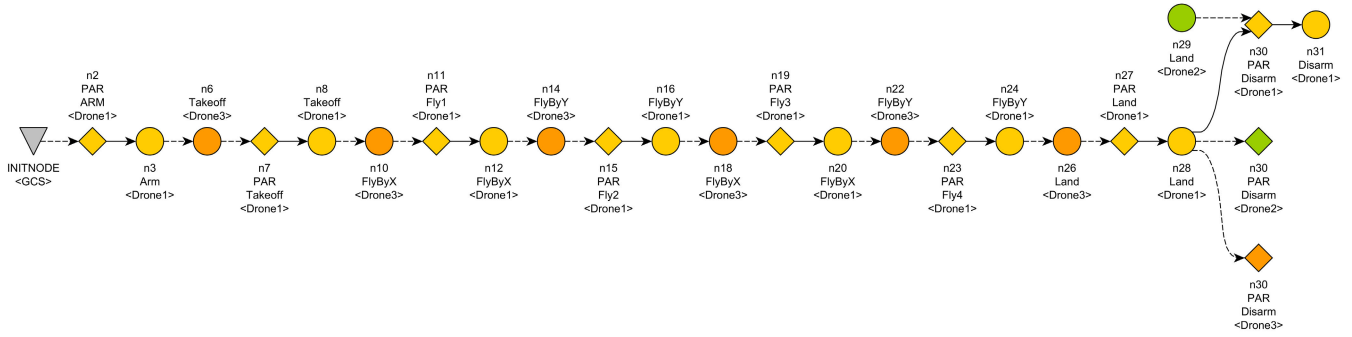 INITNODE
<GCS>
n2
PAR
ARM
<Drone1>
n3
Arm
<Drone1>
n6
Takeoff
<Drone3>
n7
PAR
Takeoff
<Drone1>
n8
Takeoff
<Drone1>
n10
FlyByX
<Drone3>
n11
PAR
Fly1
<Drone1>
n12
FlyByX
<Drone1>
n14
FlyByY
<Drone3>
n15
PAR
Fly2
<Drone1>
n16
FlyByY
<Drone1>
n18
FlyByX
<Drone3>
n19
PAR
Fly3
<Drone1>
n20
FlyByX
<Drone1>
n22
FlyByY
<Drone3>
n23
PAR
Fly4
<Drone1>
n24
FlyByY
<Drone1>
n26
Land
<Drone3>
n27
PAR
Land
<Drone1>
n28
Land
<Drone1>
n29
Land
<Drone2>
n30
PAR
Disarm
<Drone1>
n31
Disarm
<Drone1>
n30
PAR
Disarm
<Drone2>
n30
PAR
Disarm
<Drone3>